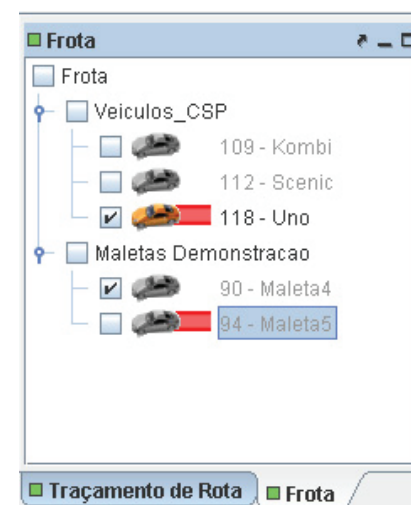 Frota
Frota
Veiculos_CSP
109 - Kombi
112 - Scenic
118 - Uno
Maletas Demonstracao
90 - Maleta4
94 - Maleta5
Traçamento de Rota
Frota